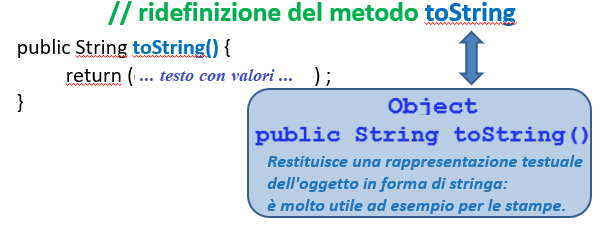 // ridefinizione del metodo toString
public String toString() {
return ( ... testo con valori ... ) ;
}
Object
public String toString()
Restituisce una rappresentazione testuale
dell'oggetto in forma di stringa:
è molto utile ad esempio per le stampe.